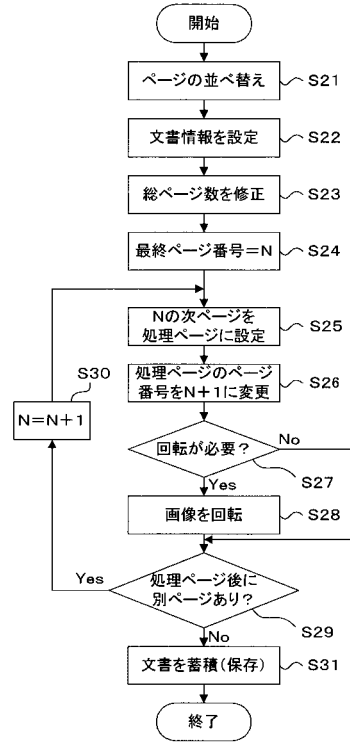 開始
ページの並べ替え
S21
文書情報を設定
S22
総ページ数を修正
S23
最終ページ番号=N
S24
Nの次ページを
処理ページに設定
S25
処理ページのページ
番号をN+1に変更
S26
S30
N=N+1
回転が必要?
No
S27
Yes
画像を回転
S28
処理ページ後に
別ページあり?
Yes
S29
No
文書を蓄積(保存)
S31
終了